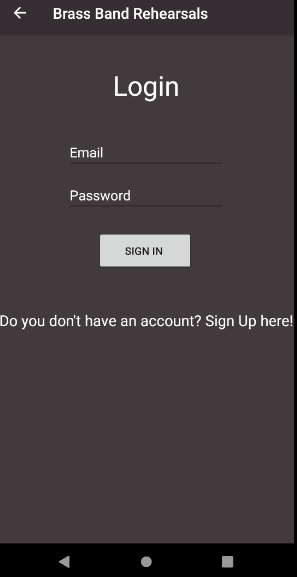 Brass Band Rehearsals
Login
Email
Password
SIGN IN
Do you don't have an account? Sign Up here!